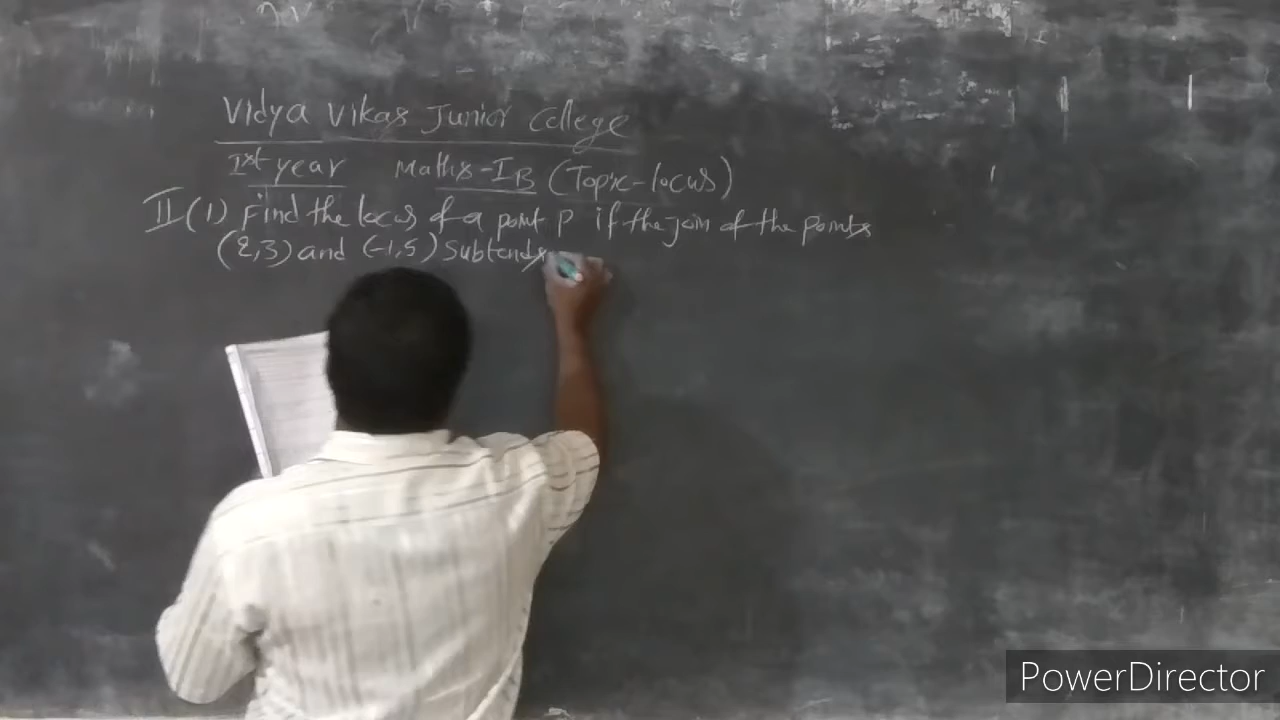 Vidya Vikas Junior College
Ist year Maths-IB (Topic-locus)
II (1) Find the locus of a point P if the join of the points
(2,3) and (-1,5) Subtends
PowerDirector